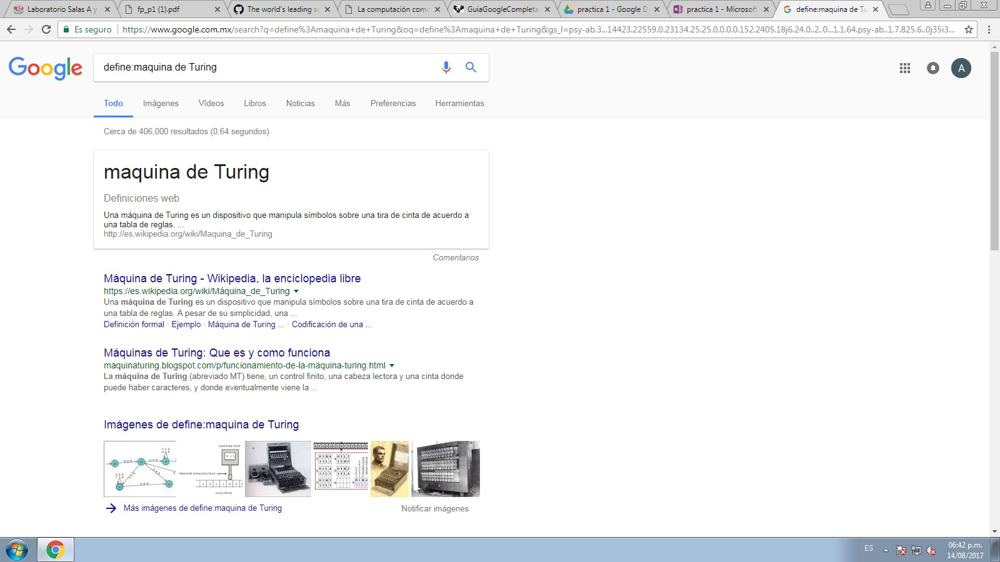 Laboratorio Salas A y
fp_p1 (1).pdf
The world's leading so
La computación como
GuiaGoogleCompleta
practica 1 - Google D
practica 1 - Microsoft
define:maquina de Tu
Es seguro
https://www.google.com.mx/search?q=define%3Amaquina+de+Turing&oq=define%3Amaquina+de+Turing&gs_l=psy-ab.3...14423.22559.0.23134.25.25.0.0.0.0.152.2405.18j6.24.0..2..0...1.1.64.psy-ab..1.7.825.6..0j35i3...
Google
define:maquina de Turing
A
Todo
Imágenes
Vídeos
Libros
Noticias
Más
Preferencias
Herramientas
Cerca de 406,000 resultados (0.64 segundos)
maquina de Turing
Definiciones web
Una máquina de Turing es un dispositivo que manipula símbolos sobre una tira de cinta de acuerdo a
una tabla de reglas. ...
http://es.wikipedia.org/wiki/Maquina_de_Turing
Comentarios
Máquina de Turing - Wikipedia, la enciclopedia libre
https://es.wikipedia.org/wiki/Máquina_de_Turing
Una máquina de Turing es un dispositivo que manipula símbolos sobre una tira de cinta de acuerdo a
una tabla de reglas. A pesar de su simplicidad, una ...
Definición formal · Ejemplo · Máquina de Turing ... · Codificación de una ...
Máquinas de Turing: Que es y como funciona
maquinaturing.blogspot.com/p/funcionamiento-de-la-maquina-turing.html
La máquina de Turing (abreviado MT) tiene, un control finito, una cabeza lectora y una cinta donde
puede haber caracteres, y donde eventualmente viene la ...
Imágenes de define:maquina de Turing
autómata móvil
0 1 1
cabezal de lectura/escritura
1 0 1 1 0 0
cinta infinita
Más imágenes de define:maquina de Turing
Notificar imágenes
ES
06:42 p.m.
14/08/2017